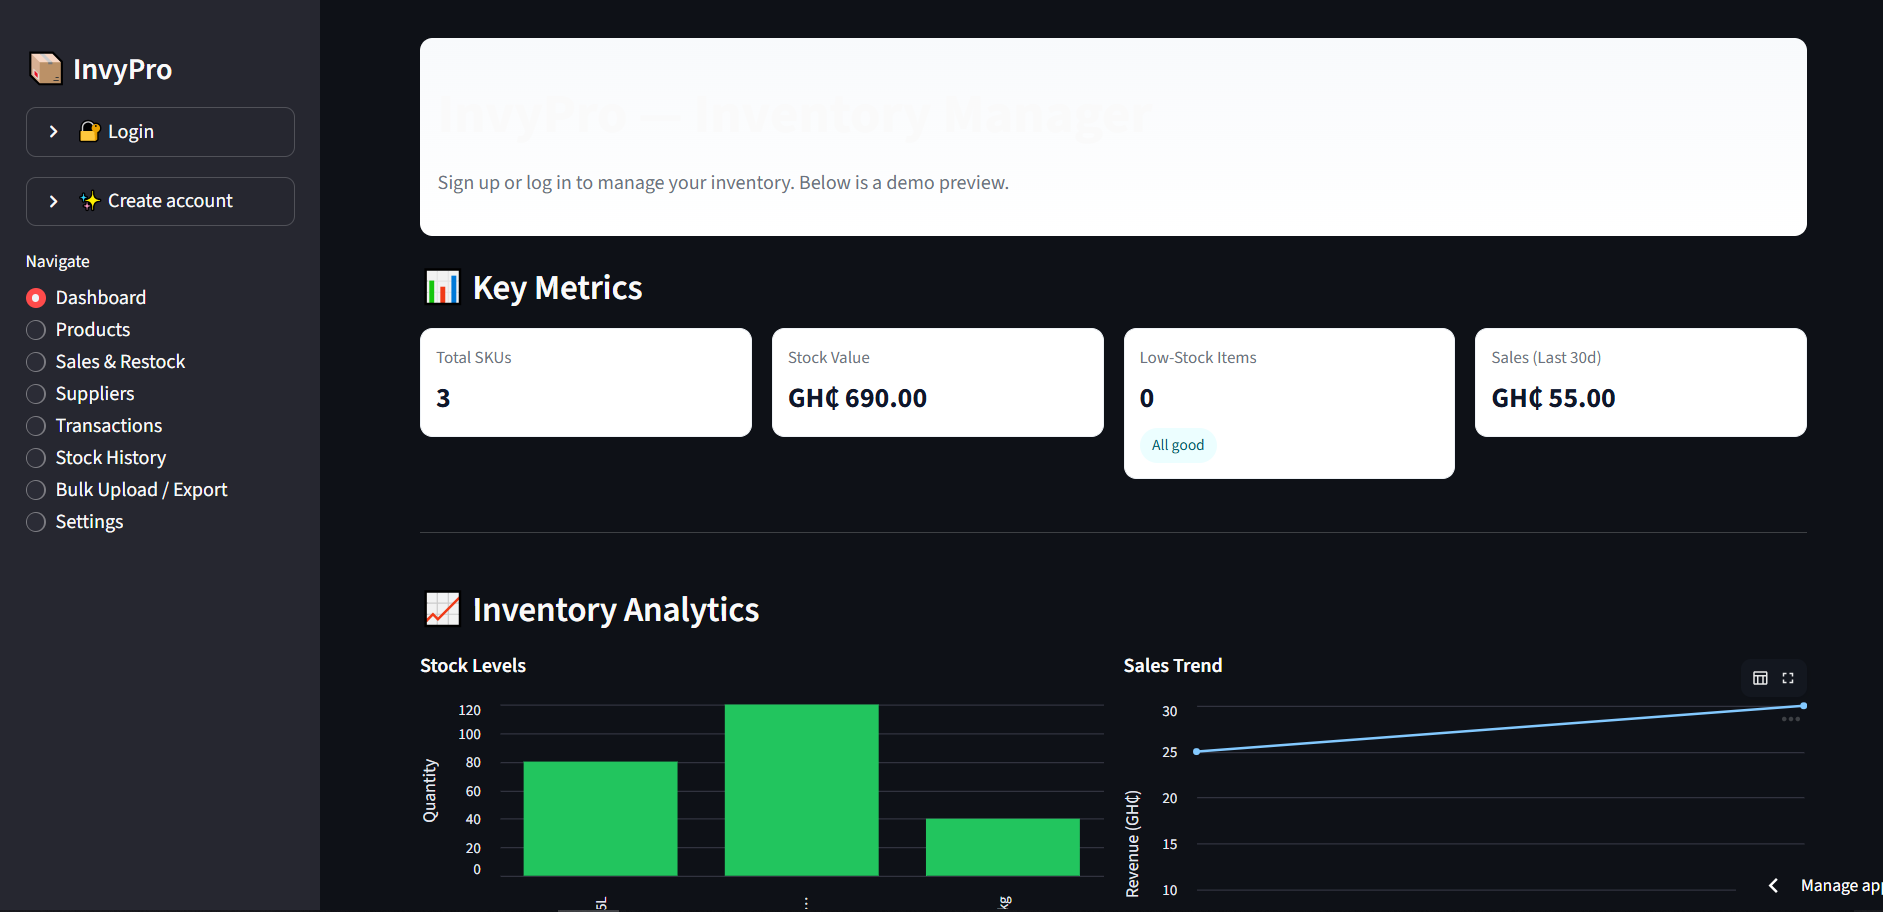 InvyPro
Login
Create account
Navigate
Dashboard
Products
Sales & Restock
Suppliers
Transactions
Stock History
Bulk Upload / Export
Settings
InvyPro — Inventory Manager
Sign up or log in to manage your inventory. Below is a demo preview.
Key Metrics
Total SKUs
3
Stock Value
GH₵ 690.00
Low-Stock Items
0
All good
Sales (Last 30d)
GH₵ 55.00
Inventory Analytics
Stock Levels
120
100
80
60
40
20
0
Quantity
5L
...
kg
Sales Trend
30
25
20
15
10
Revenue (GH₵)
Manage app